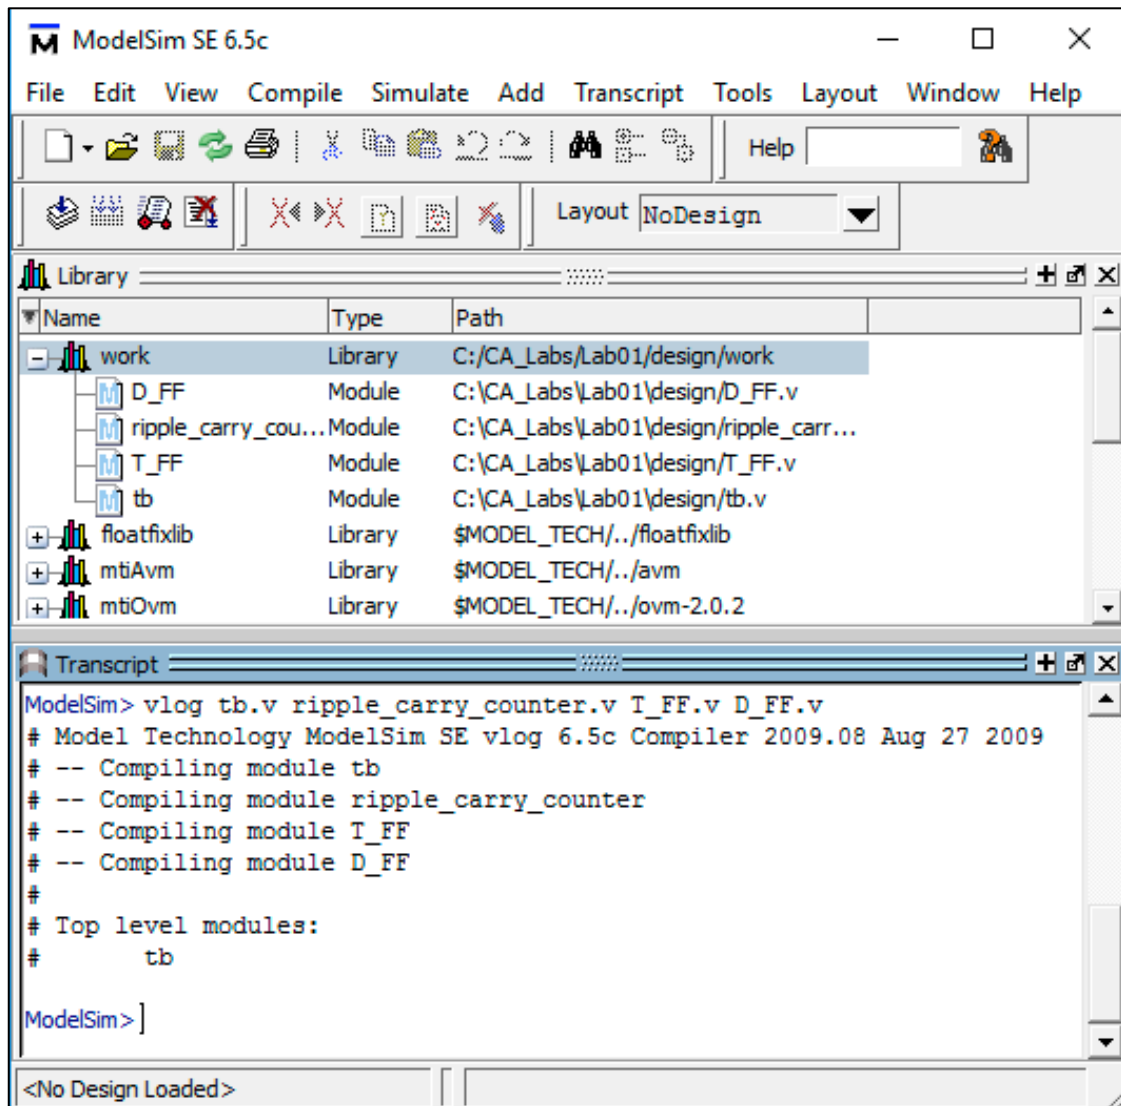 ModelSim SE 6.5c
File Edit View Compile Simulate Add Transcript Tools Layout Window Help
Help
Layout NoDesign
Library
Name Type Path
work Library C:/CA_Labs/Lab01/design/work
D_FF Module C:\CA_Labs\Lab01\design/D_FF.v
ripple_carry_cou... Module C:\CA_Labs\Lab01\design/ripple_carr...
T_FF Module C:\CA_Labs\Lab01\design/T_FF.v
tb Module C:\CA_Labs\Lab01\design/tb.v
floatfixlib Library $MODEL_TECH/../floatfixlib
mtiAvm Library $MODEL_TECH/../avm
mtiOvm Library $MODEL_TECH/../ovm-2.0.2
Transcript
ModelSim> vlog tb.v ripple_carry_counter.v T_FF.v D_FF.v
# Model Technology ModelSim SE vlog 6.5c Compiler 2009.08 Aug 27 2009
# -- Compiling module tb
# -- Compiling module ripple_carry_counter
# -- Compiling module T_FF
# -- Compiling module D_FF
#
# Top level modules:
# tb
ModelSim>
<No Design Loaded>